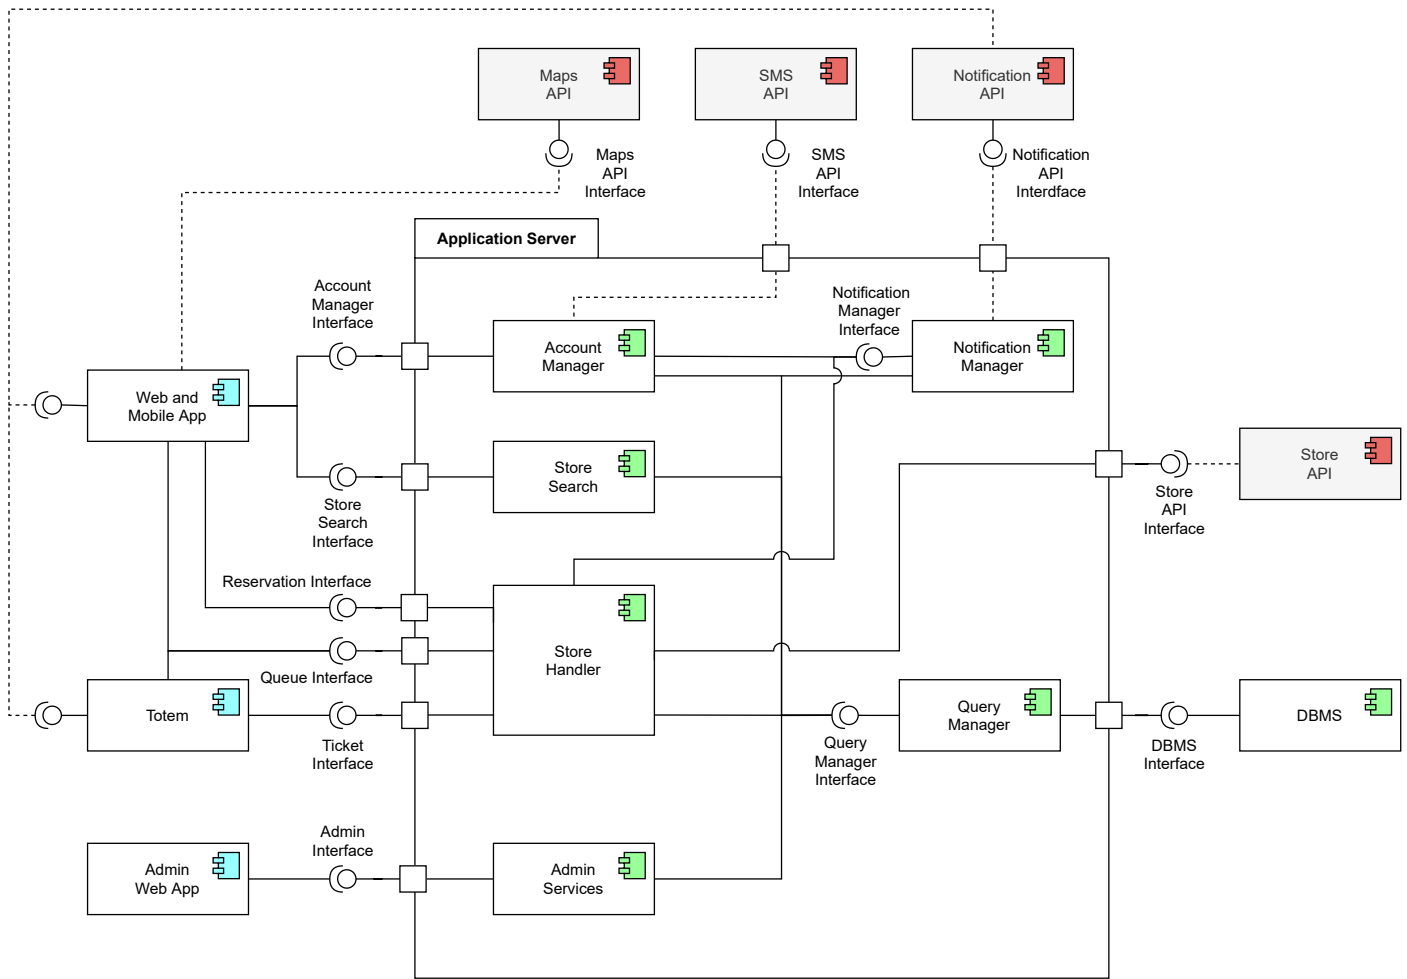 Maps
API
SMS
API
Notification
API
Maps
API
Interface
SMS
API
Interface
Notification
API
Interdface
Application Server
Account
Manager
Interface
Notification
Manager
Interface
Account
Manager
Notification
Manager
Web and
Mobile App
Store
Search
Store
API
Store
Search
Interface
Store
API
Interface
Reservation Interface
Store
Handler
Queue Interface
Totem
Ticket
Interface
Query
Manager
Query
Manager
Interface
DBMS
DBMS
Interface
Admin
Interface
Admin
Web App
Admin
Services